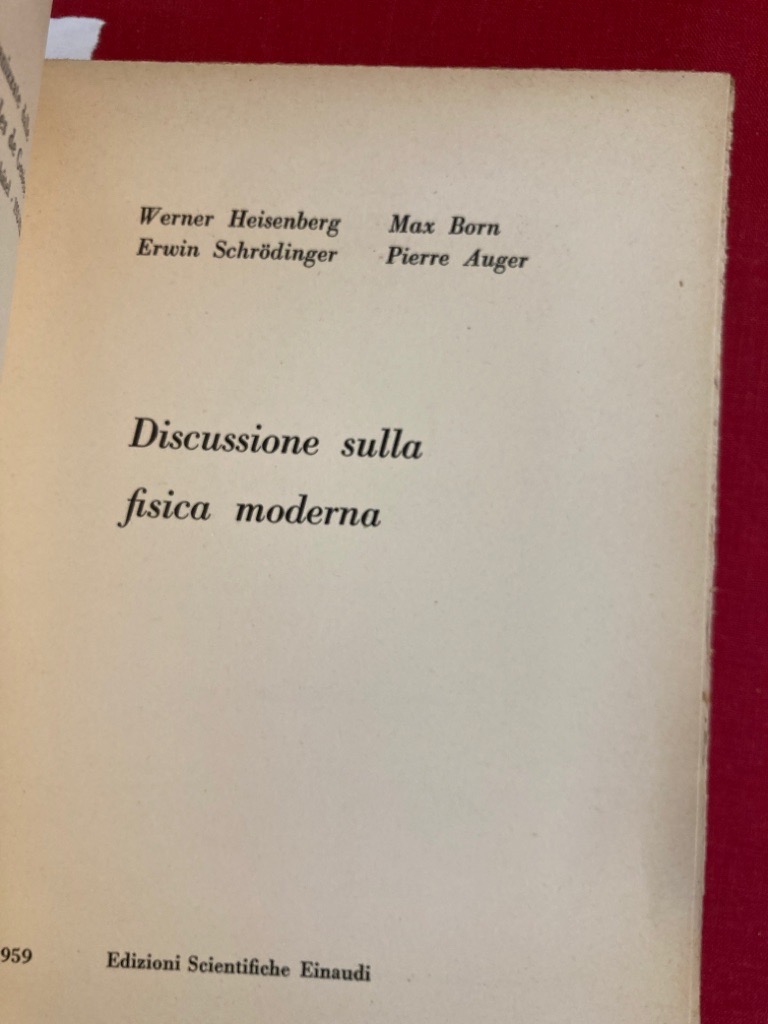 Werner Heisenberg Max Born
Erwin Schrödinger Pierre Auger
Discussione sulla
fisica moderna
959 Edizioni Scientifiche Einaudi